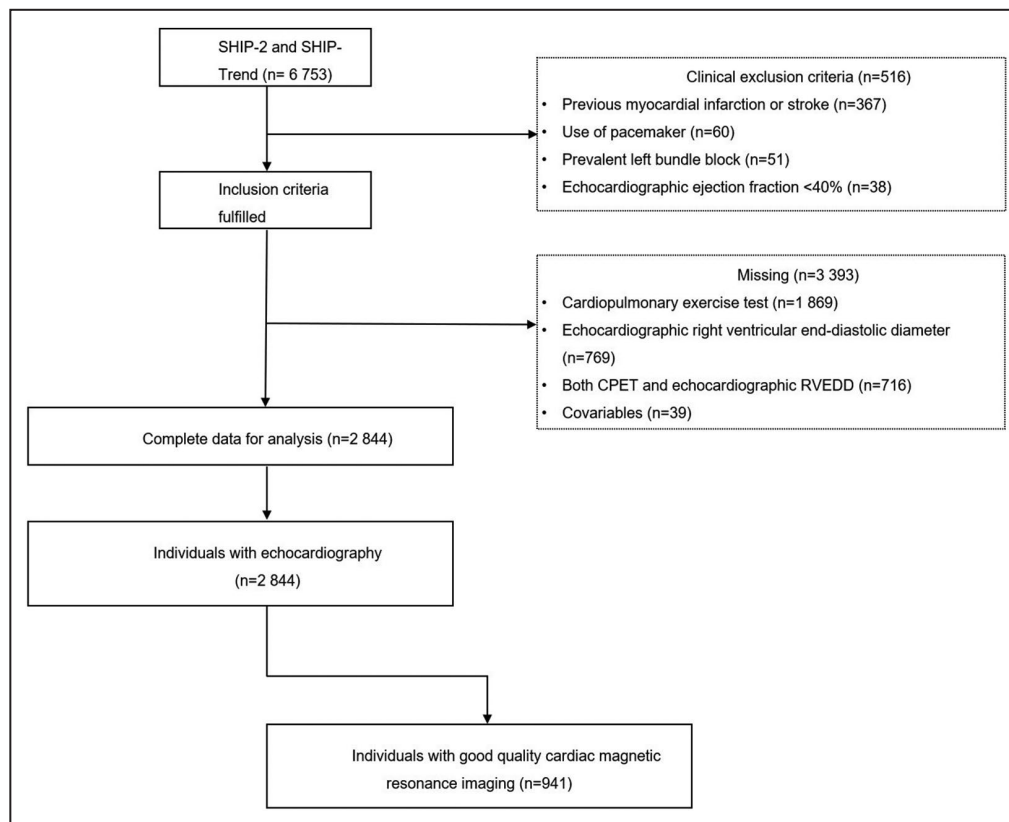 SHIP-2 and SHIP-
Trend (n= 6 753)
Clinical exclusion criteria (n=516)
• Previous myocardial infarction or stroke (n=367)
• Use of pacemaker (n=60)
• Prevalent left bundle block (n=51)
• Echocardiographic ejection fraction <40% (n=38)
Inclusion criteria
fulfilled
Missing (n=3 393)
• Cardiopulmonary exercise test (n=1 869)
• Echocardiographic right ventricular end-diastolic diameter
(n=769)
• Both CPET and echocardiographic RVEDD (n=716)
• Covariables (n=39)
Complete data for analysis (n=2 844)
Individuals with echocardiography
(n=2 844)
Individuals with good quality cardiac magnetic
resonance imaging (n=941)